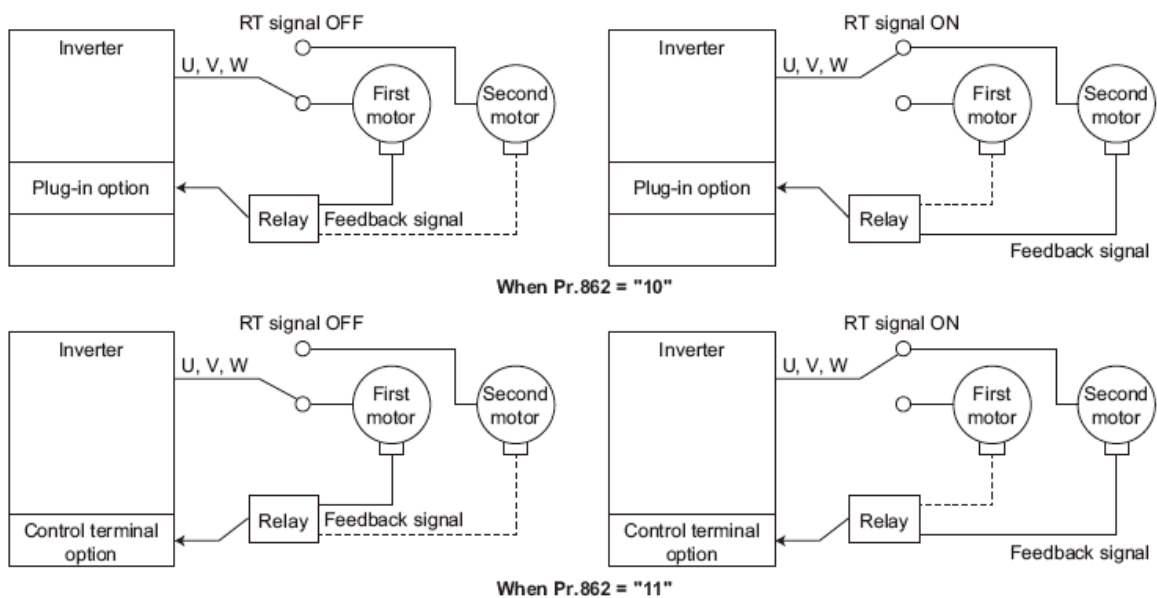 RT signal OFF
Inverter
U, V, W
First
motor
Second
motor
Plug-in option
Relay
Feedback signal
RT signal ON
Inverter
U, V, W
First
motor
Second
motor
Plug-in option
Relay
Feedback signal
When Pr.862 = "10"
RT signal OFF
Inverter
U, V, W
First
motor
Second
motor
Control terminal
option
Relay
Feedback signal
RT signal ON
Inverter
U, V, W
First
motor
Second
motor
Control terminal
option
Relay
Feedback signal
When Pr.862 = "11"